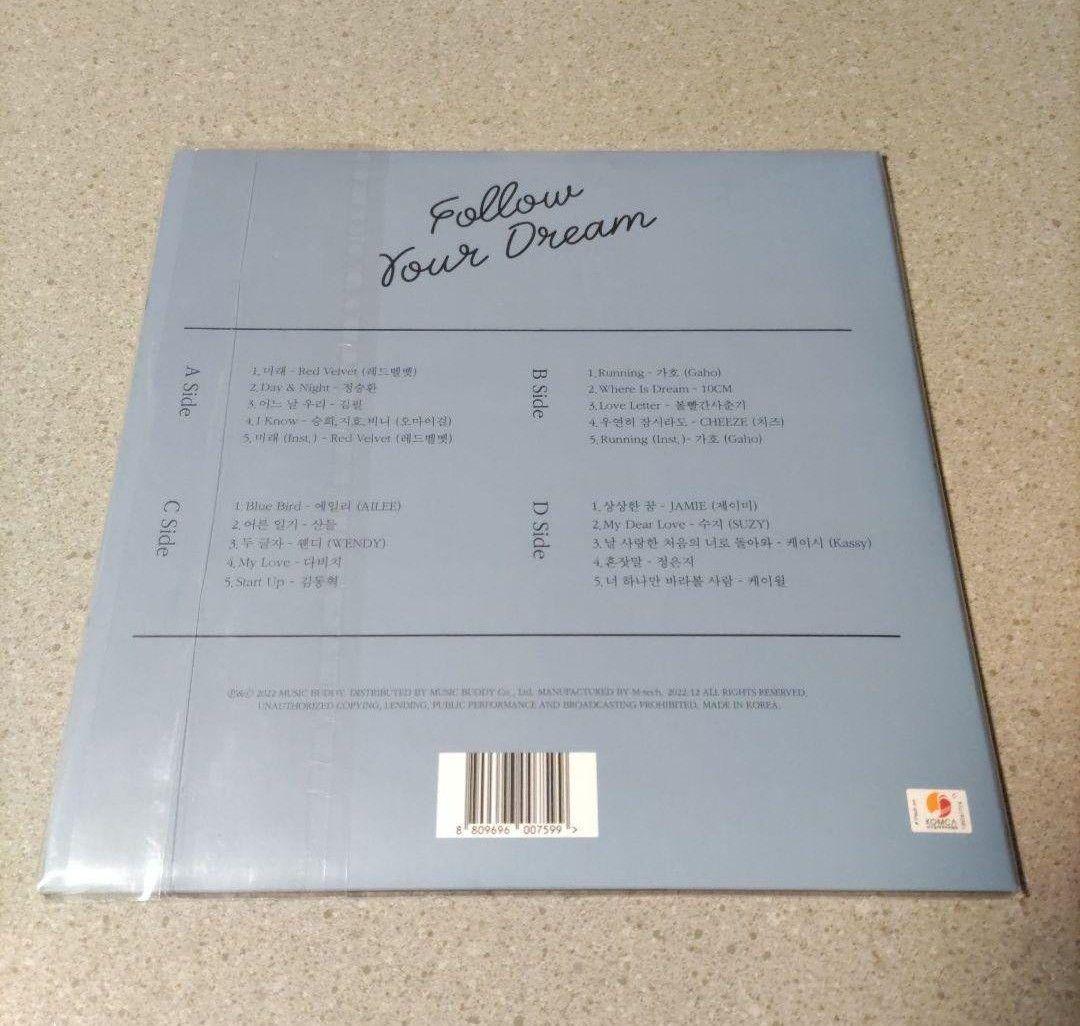 Follow
Your Dream
A Side
1. 미래 - Red Velvet (레드벨벳)
2. Day & Night - 정승환
3. 어느 날 우리 - 김필
4. I Know - 승희, 지호, 비니 (오마이걸)
5. 미래 (Inst.) - Red Velvet (레드벨벳)
B Side
1. Running - 가호 (Gaho)
2. Where Is Dream - 10CM
3. Love Letter - 볼빨간사춘기
4. 우연히 잠시라도 - CHEEZE (치즈)
5. Running (Inst.)- 가호 (Gaho)
C Side
1. Blue Bird - 에일리 (AILEE)
2. 어른 일기 - 산들
3. 두 글자 - 웬디 (WENDY)
4. My Love - 다비치
5. Start Up - 김동혁
D Side
1. 상상한 꿈 - JAMIE (제이미)
2. My Dear Love - 수지 (SUZY)
3. 날 사랑한 처음의 너로 돌아와 - 케이시 (Kassy)
4. 혼잣말 - 정은지
5. 너 하나만 바라볼 사람 - 케이윌
℗&© 2022 MUSIC BUDDY. DISTRIBUTED BY MUSIC BUDDY Co., Ltd. MANUFACTURED BY M-tech. 2022.12 ALL RIGHTS RESERVED.
UNAUTHORIZED COPYING, LENDING, PUBLIC PERFORMANCE AND BROADCASTING PROHIBITED. MADE IN KOREA.
8 809696 007599 >
KOMCA